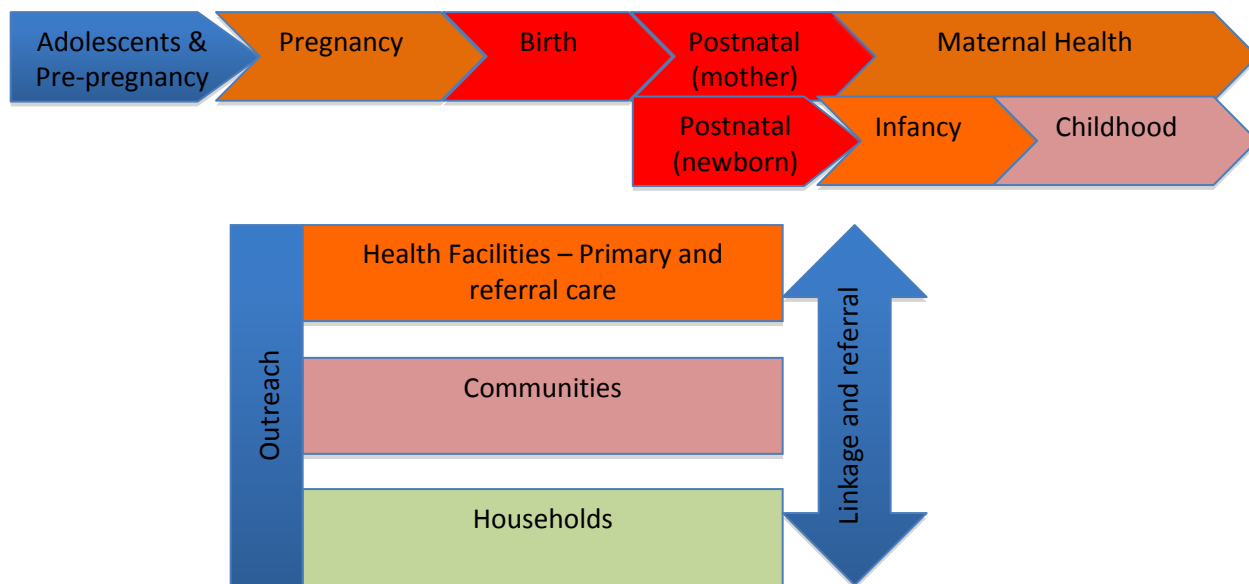 Adolescents &
Pre-pregnancy
Pregnancy
Birth
Postnatal
(mother)
Maternal Health
Postnatal
(newborn)
Infancy
Childhood
Outreach
Health Facilities – Primary and
referral care
Communities
Households
Linkage and referral